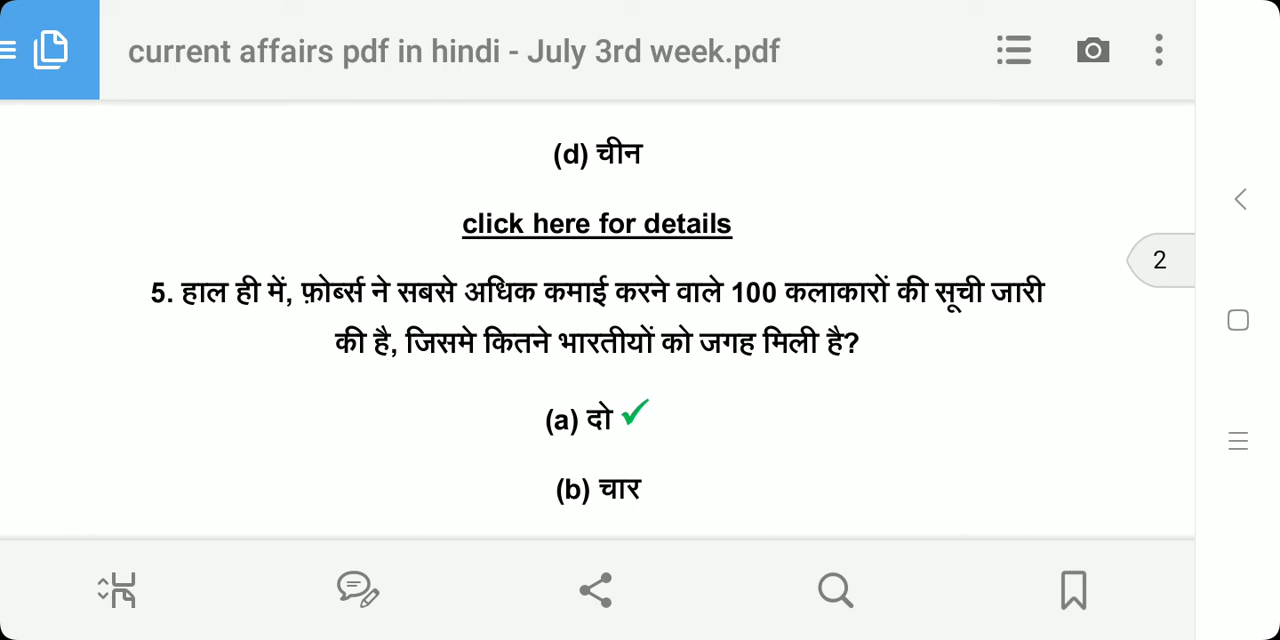 current affairs pdf in hindi - July 3rd week.pdf
(d) चीन
click here for details
2
5. हाल ही में, फ़ोर्ब्स ने सबसे अधिक कमाई करने वाले 100 कलाकारों की सूची जारी
की है, जिसमे कितने भारतीयों को जगह मिली है?
(a) दो
(b) चार